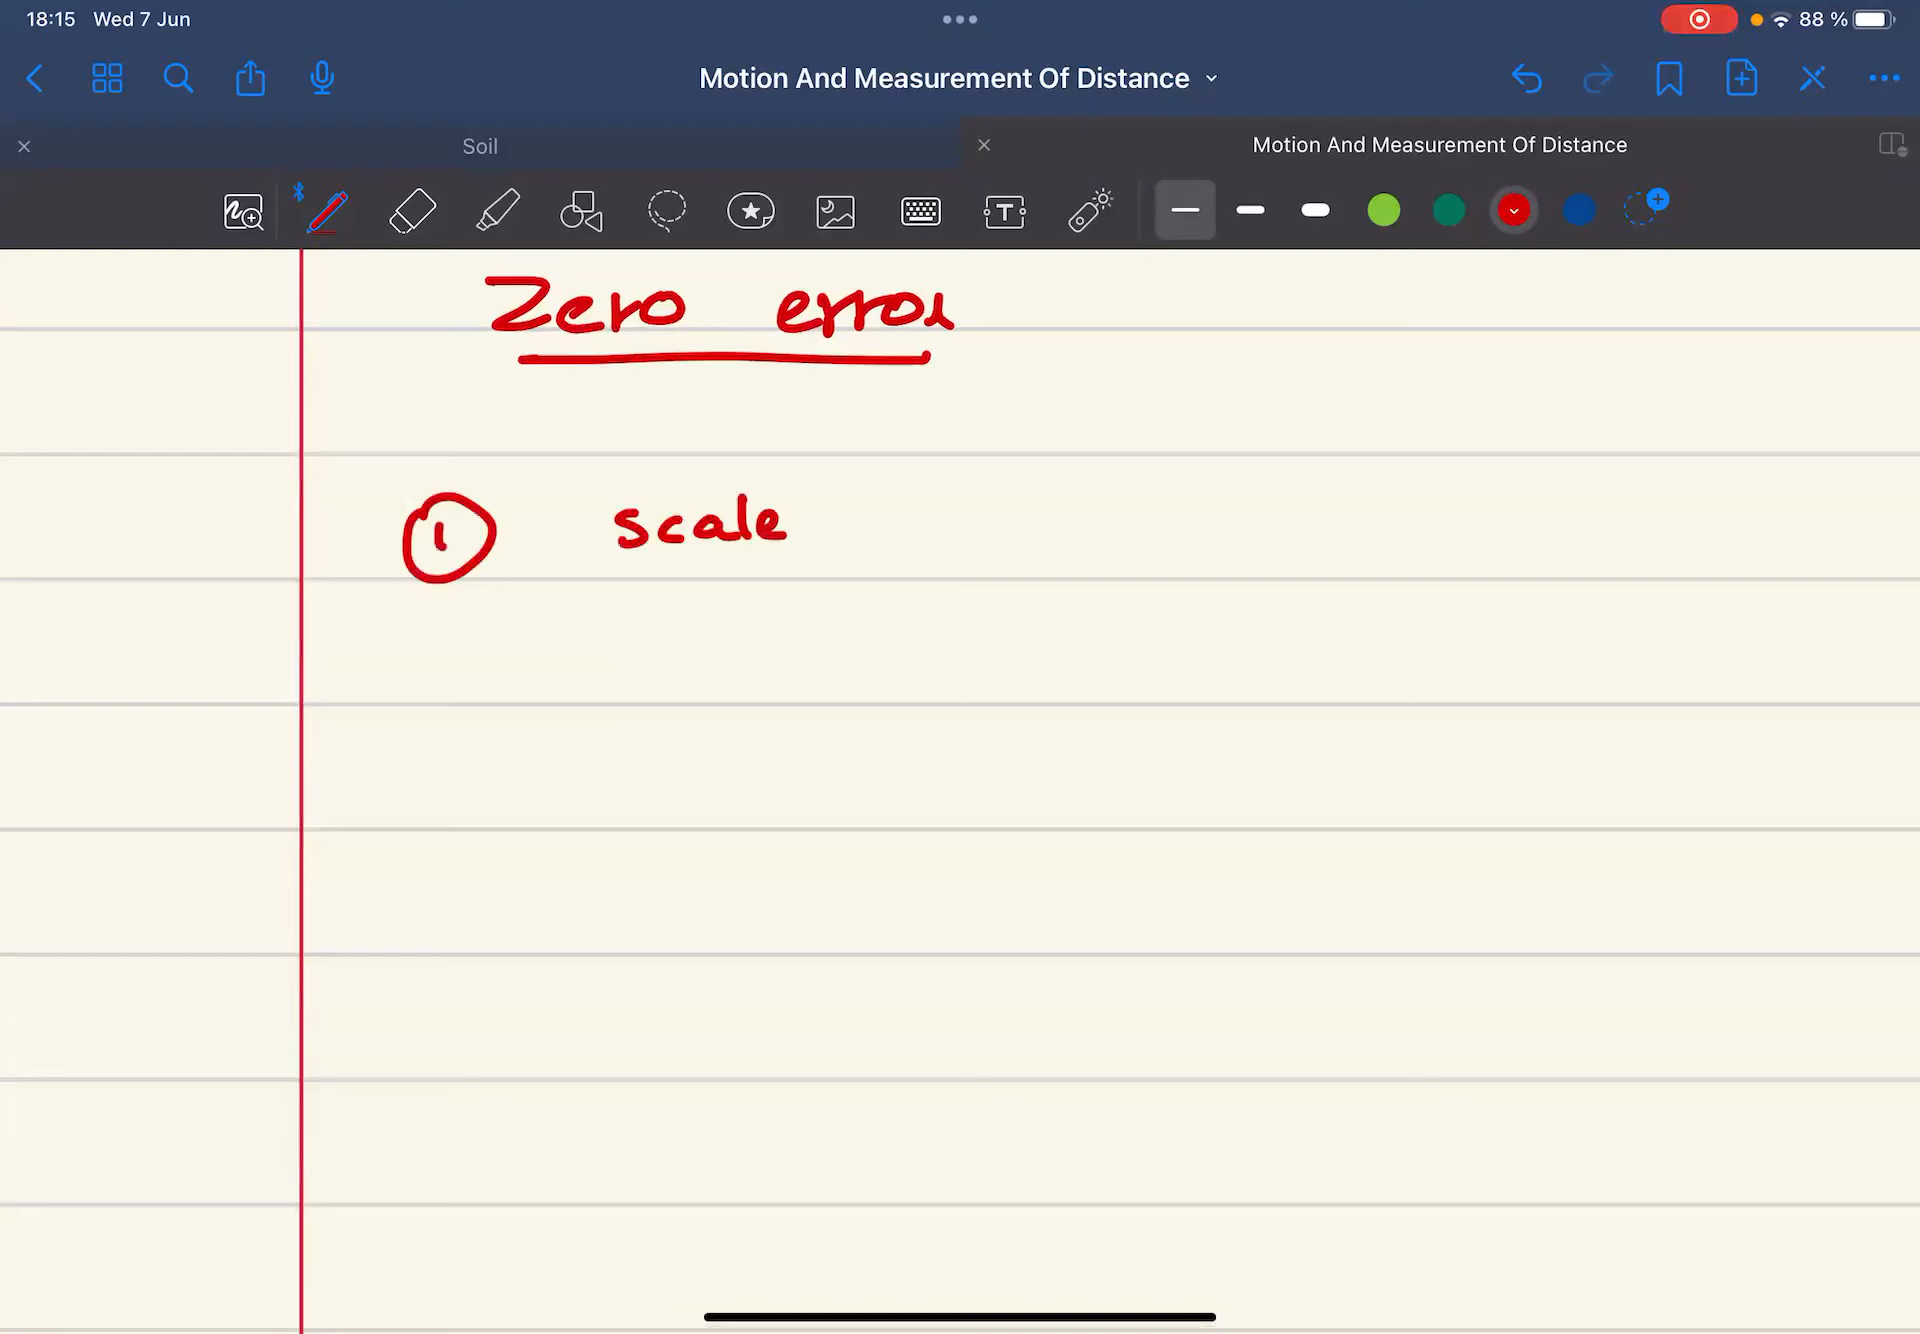 18:15 Wed 7 Jun 88 %
Motion And Measurement Of Distance
Soil Motion And Measurement Of Distance
T
Zero error
1 scale